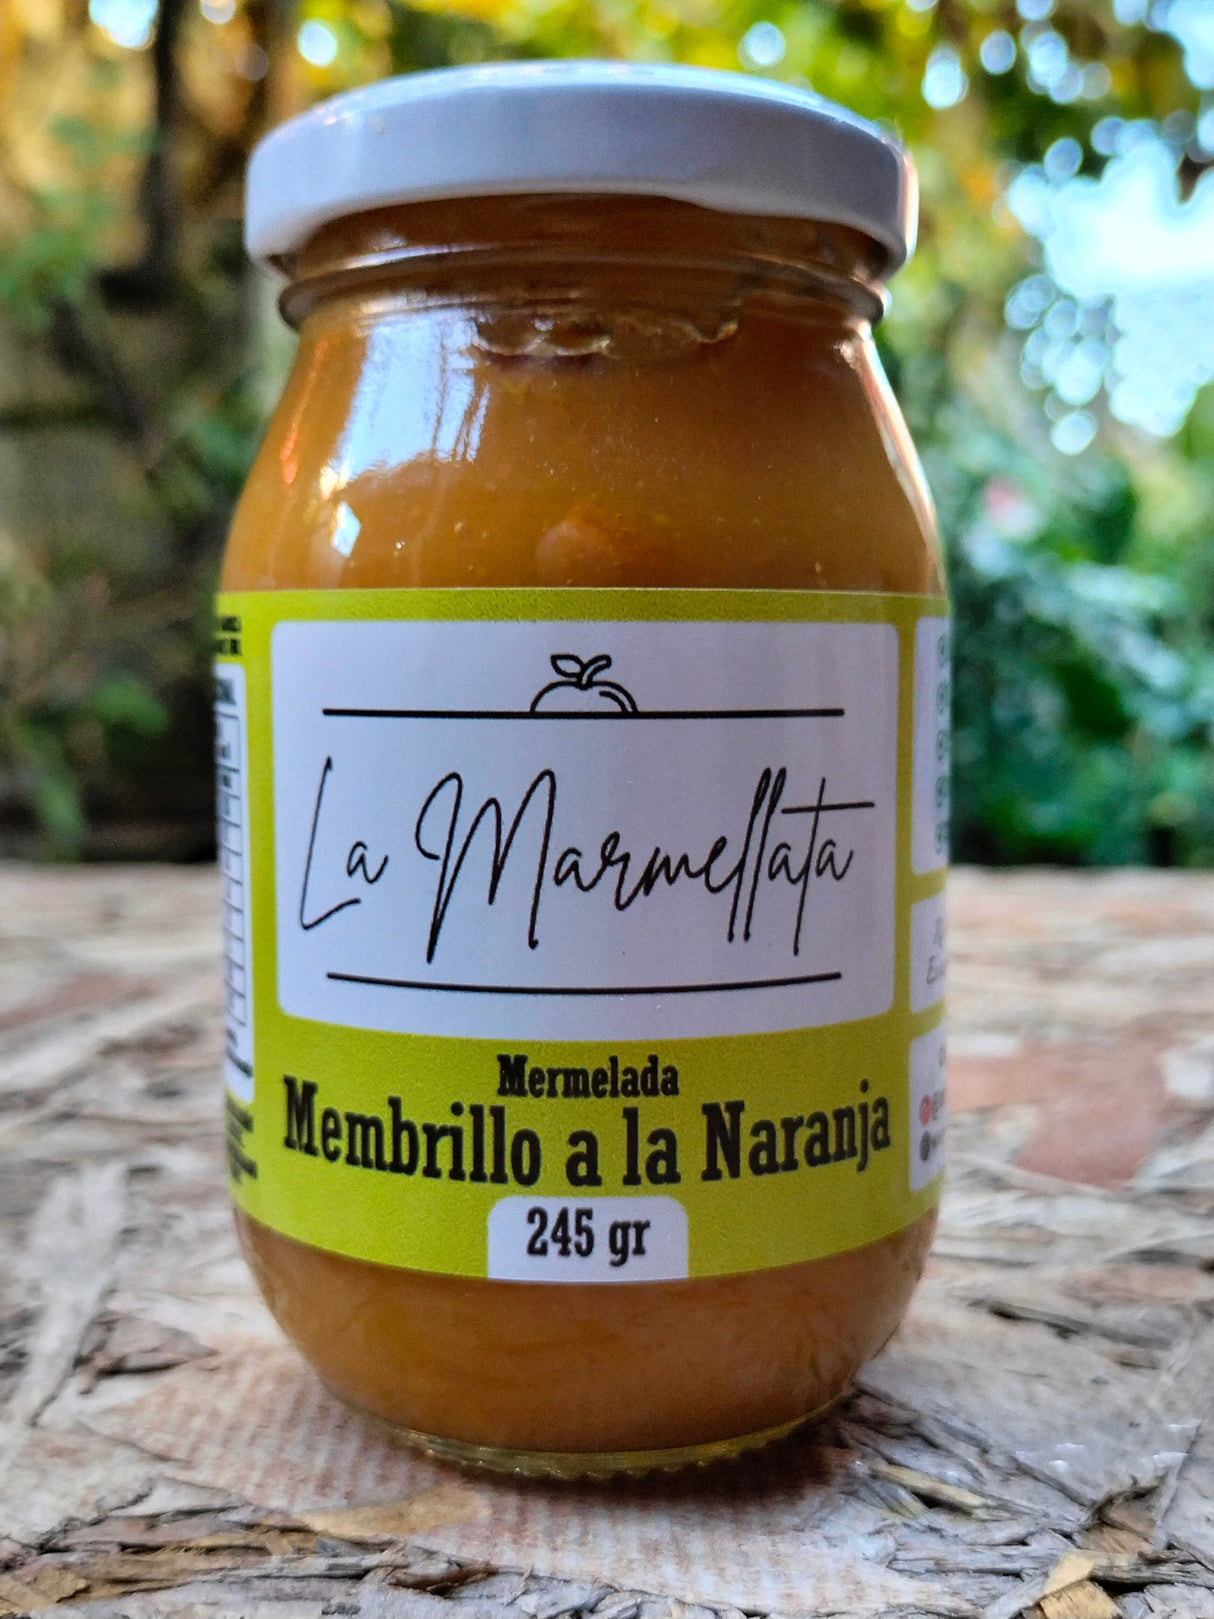 La Marmellata
Mermelada
Membrillo a la Naranja
245 gr